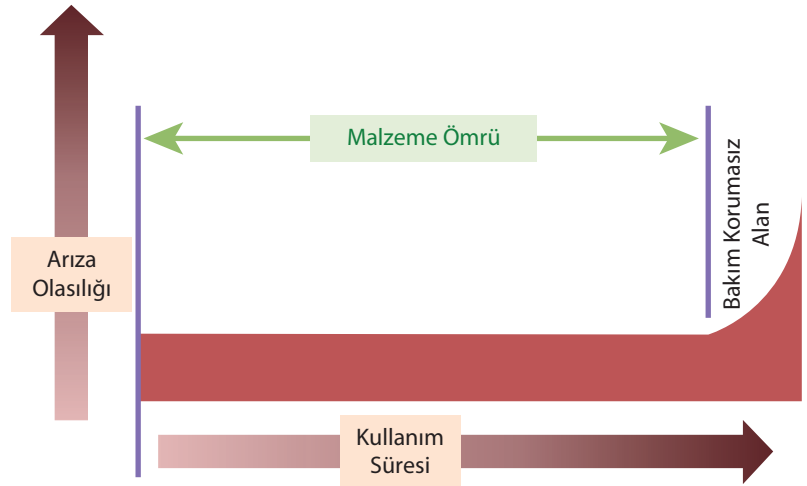 Malzeme Ömrü
Bakım Korumasız
Alan
Arıza
Olasılığı
Kullanım
Süresi